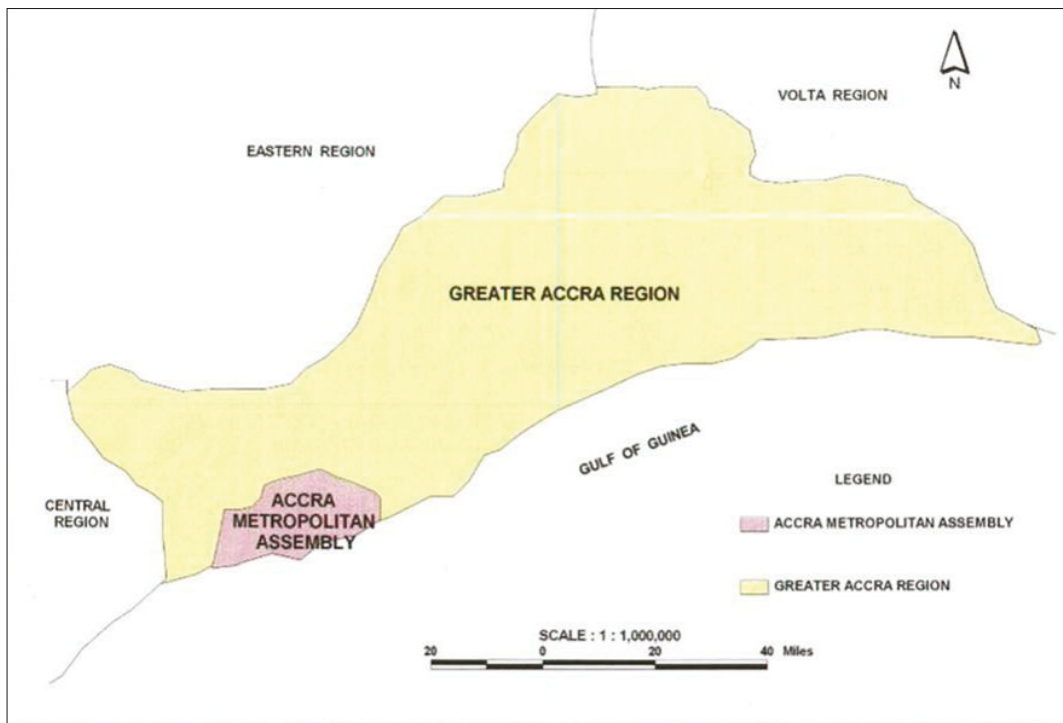 N
VOLTA REGION
EASTERN REGION
GREATER ACCRA REGION
GULF OF GUINEA
CENTRAL
REGION
ACCRA
METROPOLITAN
ASSEMBLY
LEGEND
ACCRA METROPOLITAN ASSEMBLY
GREATER ACCRA REGION
SCALE : 1 : 1,000,000
20 0 20 40 Miles